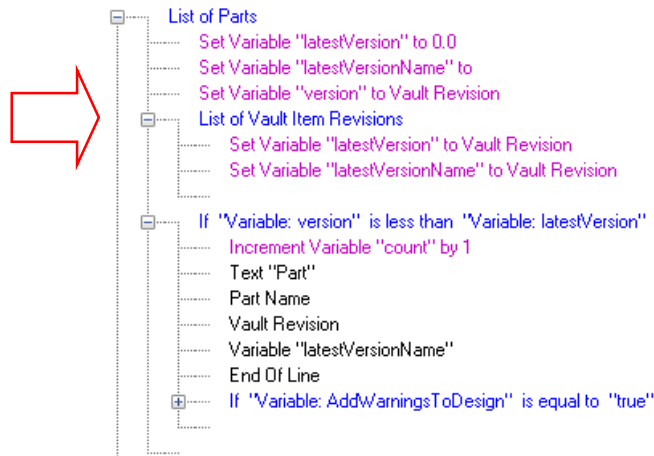 List of Parts
Set Variable "latestVersion" to 0.0
Set Variable "latestVersionName" to
Set Variable "version" to Vault Revision
List of Vault Item Revisions
Set Variable "latestVersion" to Vault Revision
Set Variable "latestVersionName" to Vault Revision
If "Variable: version" is less than "Variable: latestVersion"
Increment Variable "count" by 1
Text "Part"
Part Name
Vault Revision
Variable "latestVersionName"
End Of Line
If "Variable: AddWarningsToDesign" is equal to "true"